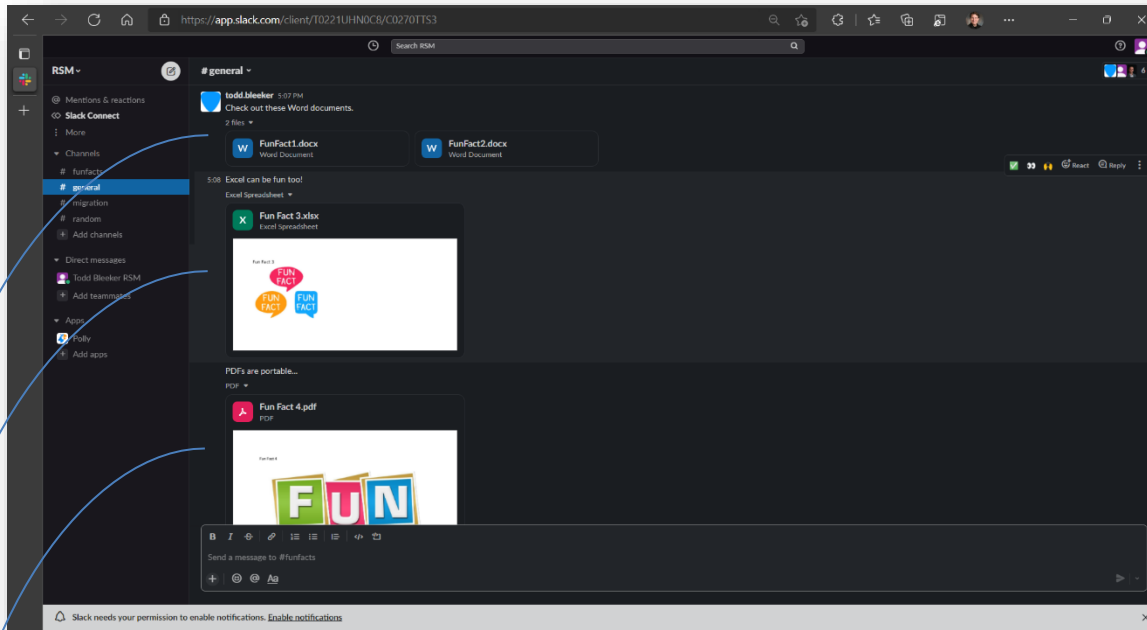 https://app.slack.com/client/T0221UHN0C8/C0270TTS3
Search RSM
RSM
# general
6
Mentions & reactions
Slack Connect
More
Channels
# funfacts
# general
# migration
# random
+ Add channels
Direct messages
Todd Bleeker RSM
+ Add teammates
Apps
Polly
+ Add apps
todd.bleeker 5:07 PM
Check out these Word documents.
2 files
W FunFact1.docx
Word Document
W FunFact2.docx
Word Document
React Reply
5:08 Excel can be fun too!
Excel Spreadsheet
X Fun Fact 3.xlsx
Excel Spreadsheet
Fun Fact 3
FUN
FACT
FUN
FACT
FUN
FACT
PDFs are portable...
PDF
Fun Fact 4.pdf
PDF
Fun Fact 4
FUN
B I S
Send a message to #funfacts
+ @ Aa
Slack needs your permission to enable notifications. Enable notifications